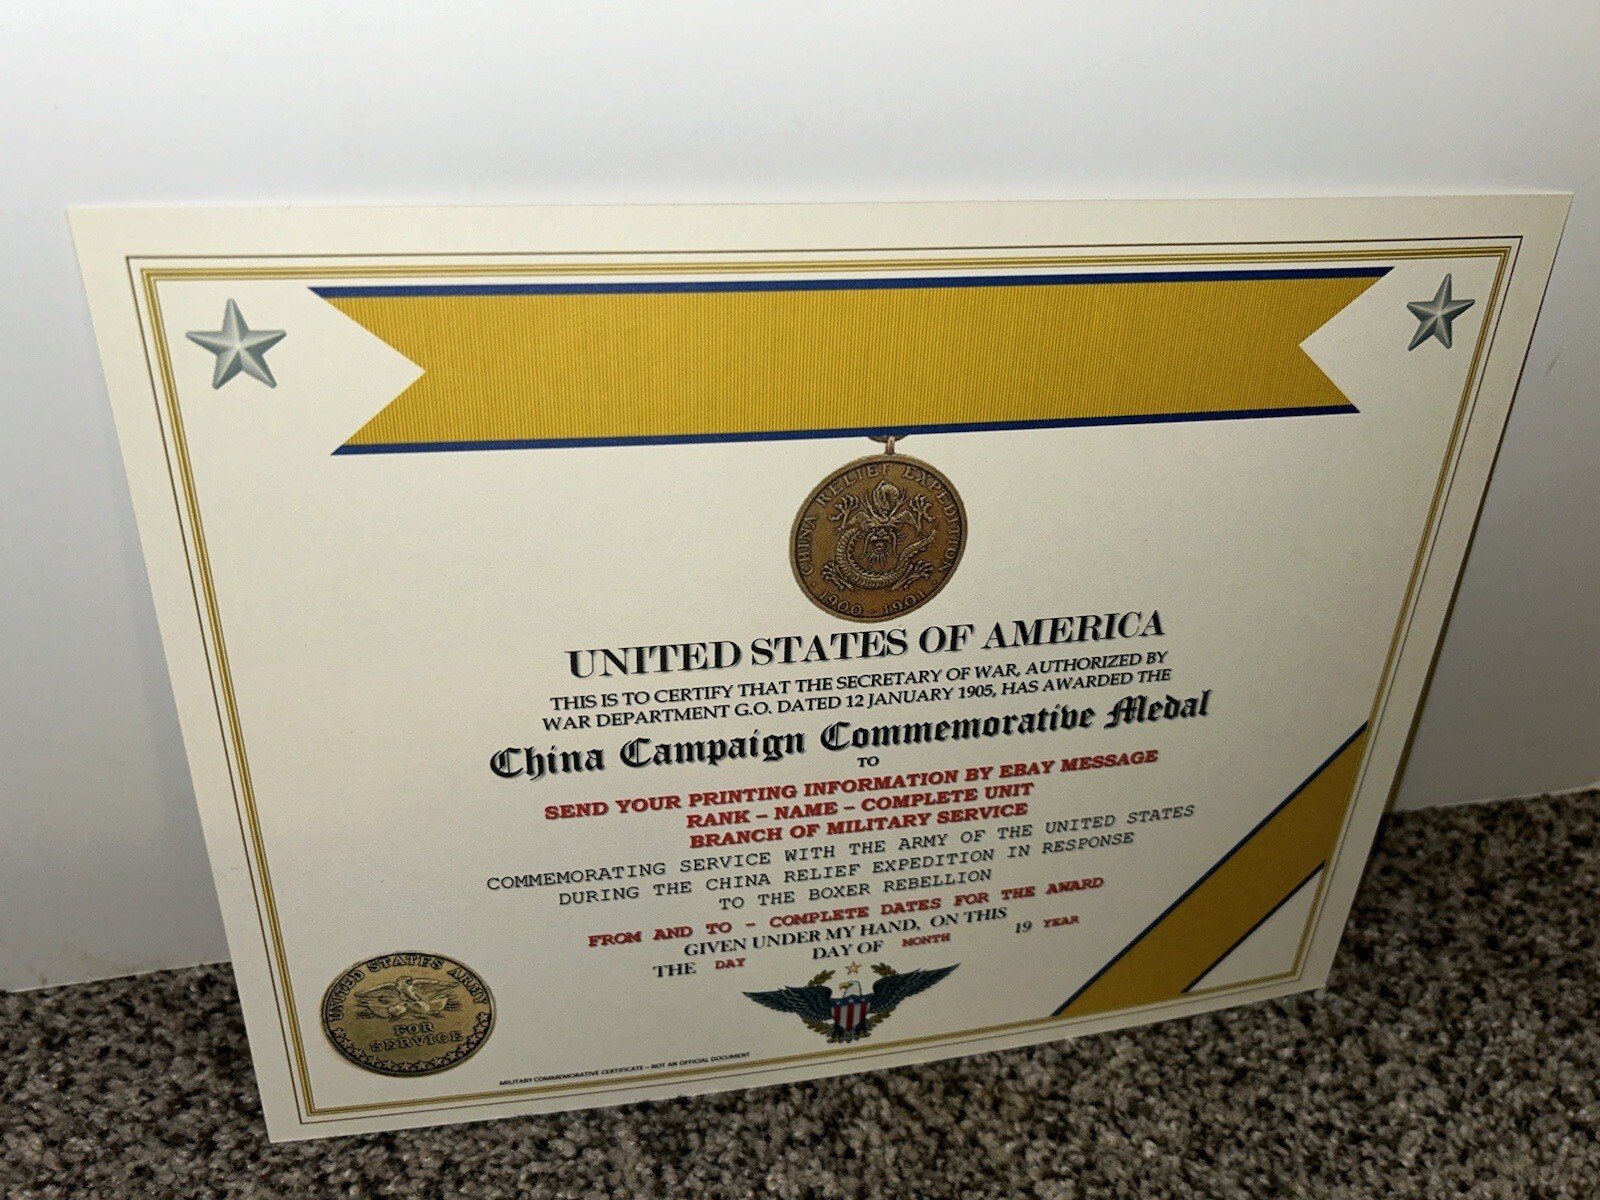 CHINA RELIEF EXPEDITION
1900 - 1901
UNITED STATES OF AMERICA
THIS IS TO CERTIFY THAT THE SECRETARY OF WAR, AUTHORIZED BY
WAR DEPARTMENT G.O. DATED 12 JANUARY 1905, HAS AWARDED THE
China Campaign Commemorative Medal
TO
SEND YOUR PRINTING INFORMATION BY EBAY MESSAGE
RANK – NAME – COMPLETE UNIT
BRANCH OF MILITARY SERVICE
COMMEMORATING SERVICE WITH THE ARMY OF THE UNITED STATES
DURING THE CHINA RELIEF EXPEDITION IN RESPONSE
TO THE BOXER REBELLION
FROM AND TO – COMPLETE DATES FOR THE AWARD
GIVEN UNDER MY HAND, ON THIS
THE DAY DAY OF MONTH 19 YEAR
UNITED STATES ARMY
FOR
SERVICE
MILITARY COMMEMORATIVE CERTIFICATE – NOT AN OFFICIAL DOCUMENT